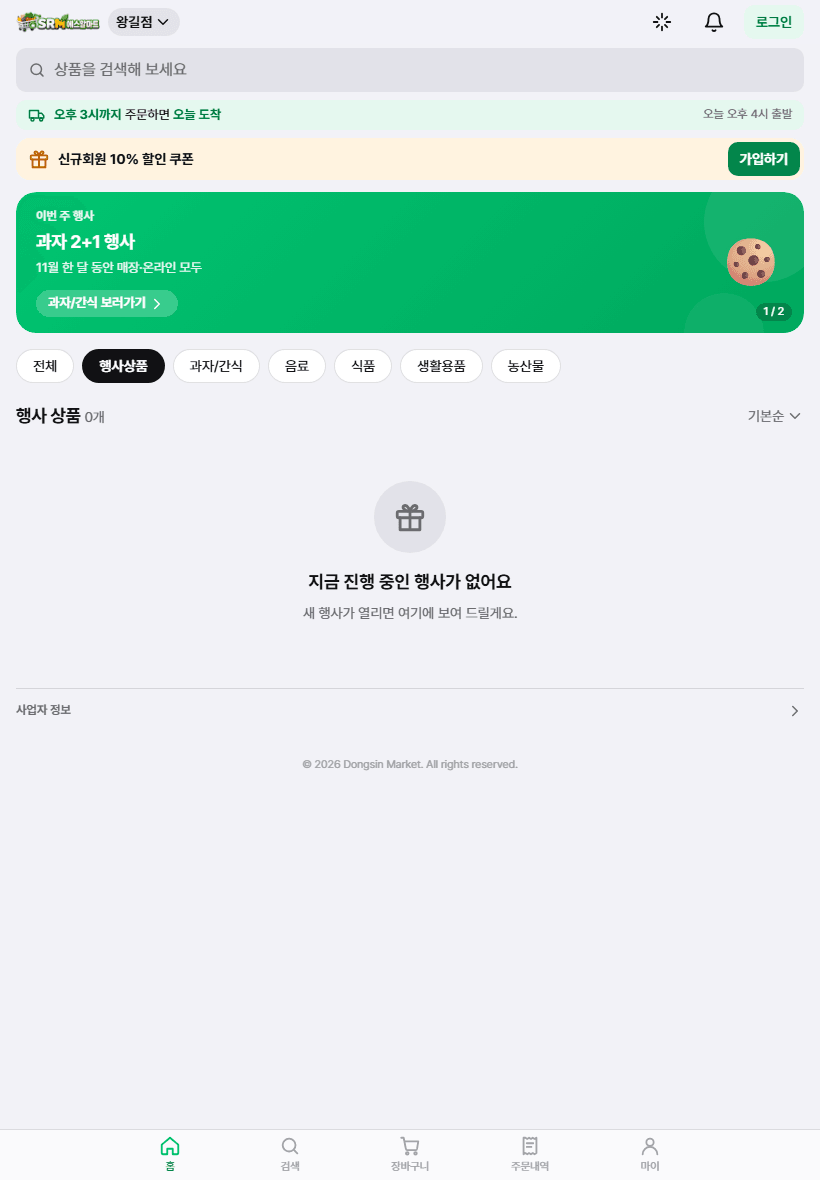 SRM에스알마트
왕길점
로그인
상품을 검색해 보세요
오후 3시까지 주문하면 오늘 도착
오늘 오후 4시 출발
신규회원 10% 할인 쿠폰
가입하기
이번 주 행사
과자 2+1 행사
11월 한 달 동안 매장·온라인 모두
과자/간식 보러가기
1 / 2
전체
행사상품
과자/간식
음료
식품
생활용품
농산물
행사 상품 0개
기본순
지금 진행 중인 행사가 없어요
새 행사가 열리면 여기에 보여 드릴게요.
사업자 정보
© 2026 Dongsin Market. All rights reserved.
홈
검색
장바구니
주문내역
마이